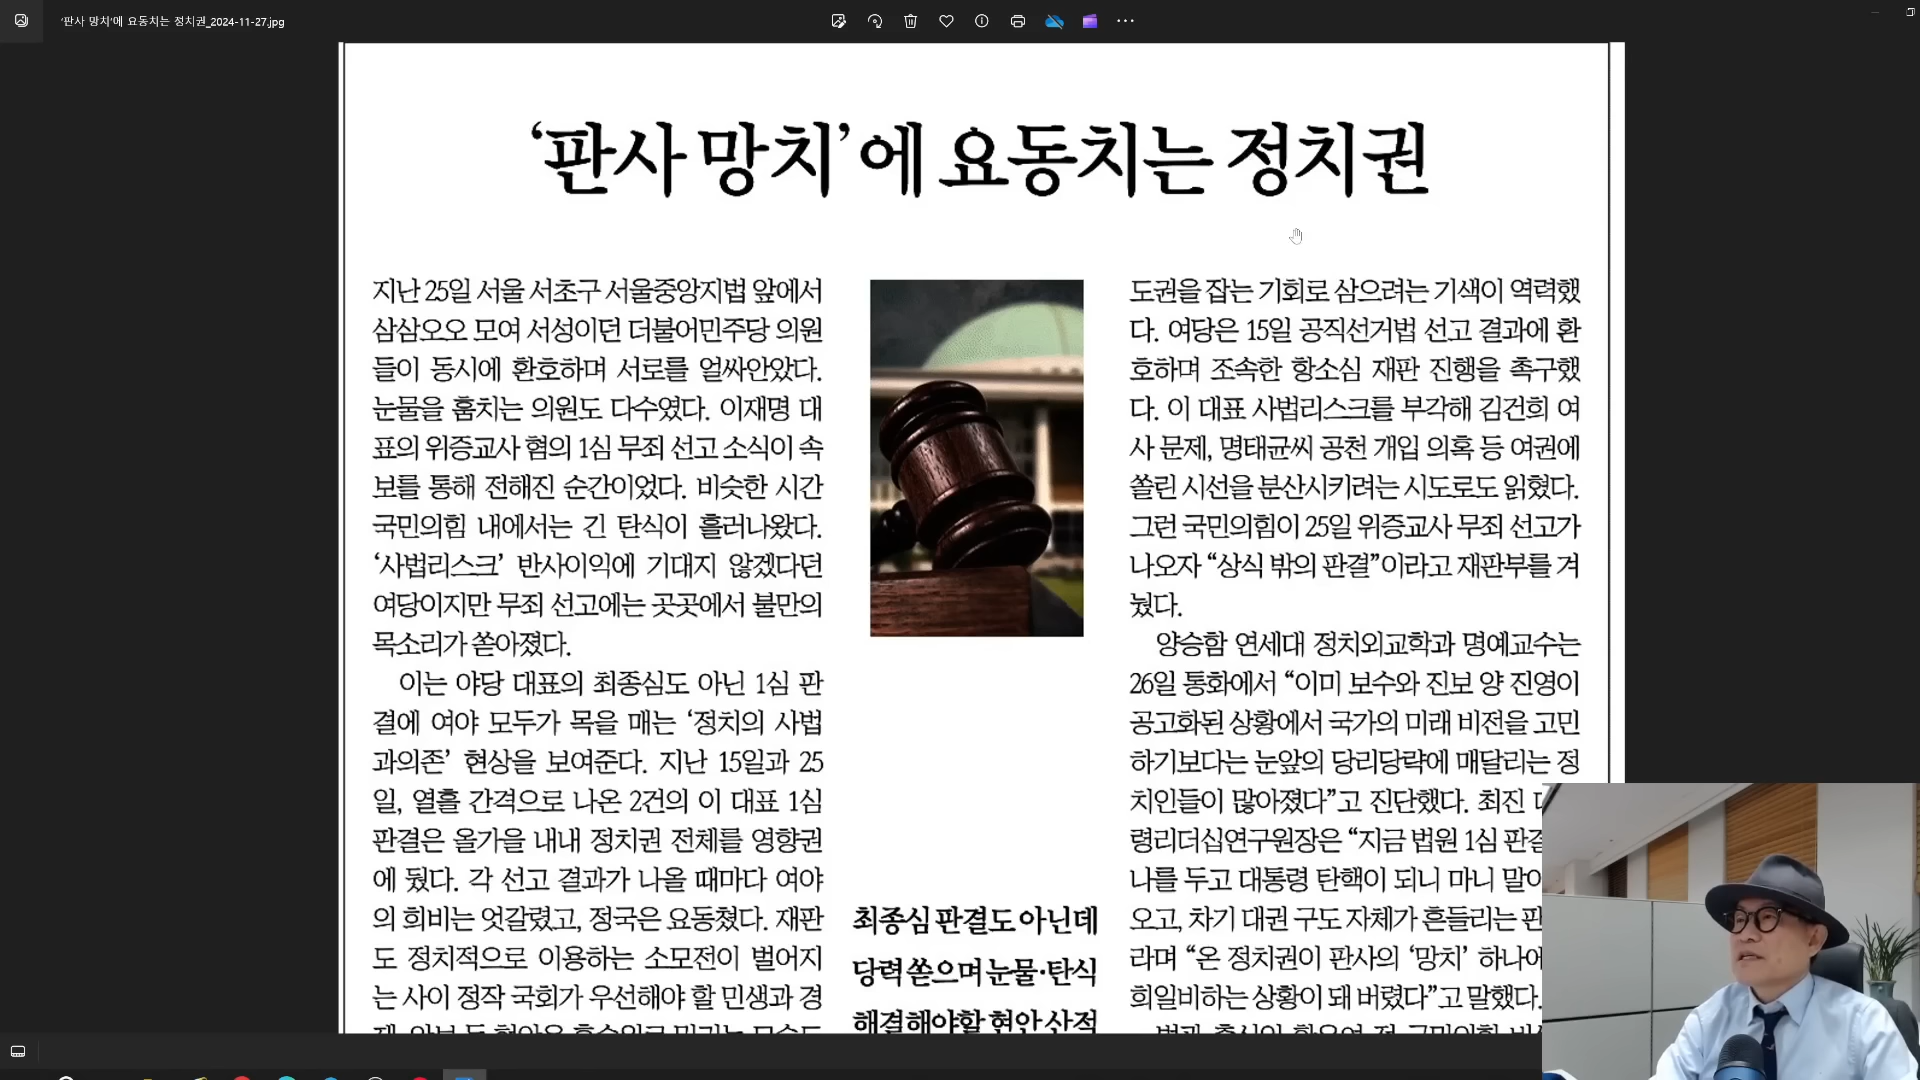 '판사 망치'에 요동치는 정치권_2024-11-27.jpg
‘판사 망치’에 요동치는 정치권
지난 25일 서울 서초구 서울중앙지법 앞에서
삼삼오오 모여 서성이던 더불어민주당 의원
들이 동시에 환호하며 서로를 얼싸안았다.
눈물을 훔치는 의원도 다수였다. 이재명 대
표의 위증교사 혐의 1심 무죄 선고 소식이 속
보를 통해 전해진 순간이었다. 비슷한 시간
국민의힘 내에서는 긴 탄식이 흘러나왔다.
‘사법리스크’ 반사이익에 기대지 않겠다던
여당이지만 무죄 선고에는 곳곳에서 불만의
목소리가 쏟아졌다.
이는 야당 대표의 최종심도 아닌 1심 판
결에 여야 모두가 목을 매는 ‘정치의 사법
과의존’ 현상을 보여준다. 지난 15일과 25
일, 열흘 간격으로 나온 2건의 이 대표 1심
판결은 올가을 내내 정치권 전체를 영향권
에 뒀다. 각 선고 결과가 나올 때마다 여야
의 희비는 엇갈렸고, 정국은 요동쳤다. 재판
도 정치적으로 이용하는 소모전이 벌어지
는 사이 정작 국회가 우선해야 할 민생과 경
최종심 판결도 아닌데
당력 쏟으며 눈물·탄식
해결해야할 현안 산적
도권을 잡는 기회로 삼으려는 기색이 역력했
다. 여당은 15일 공직선거법 선고 결과에 환
호하며 조속한 항소심 재판 진행을 촉구했
다. 이 대표 사법리스크를 부각해 김건희 여
사 문제, 명태균씨 공천 개입 의혹 등 여권에
쏠린 시선을 분산시키려는 시도로도 읽혔다.
그런 국민의힘이 25일 위증교사 무죄 선고가
나오자 “상식 밖의 판결”이라고 재판부를 겨
눴다.
양승함 연세대 정치외교학과 명예교수는
26일 통화에서 “이미 보수와 진보 양 진영이
공고화된 상황에서 국가의 미래 비전을 고민
하기보다는 눈앞의 당리당략에 매달리는 정
치인들이 많아졌다”고 진단했다. 최진
령리더십연구원장은 “지금 법원 1심 판결
나를 두고 대통령 탄핵이 되니 마니 말이
오고, 차기 대권 구도 자체가 흔들리는 판
라며 “온 정치권이 판사의 ‘망치’ 하나에
희일비하는 상황이 돼 버렸다”고 말했다.